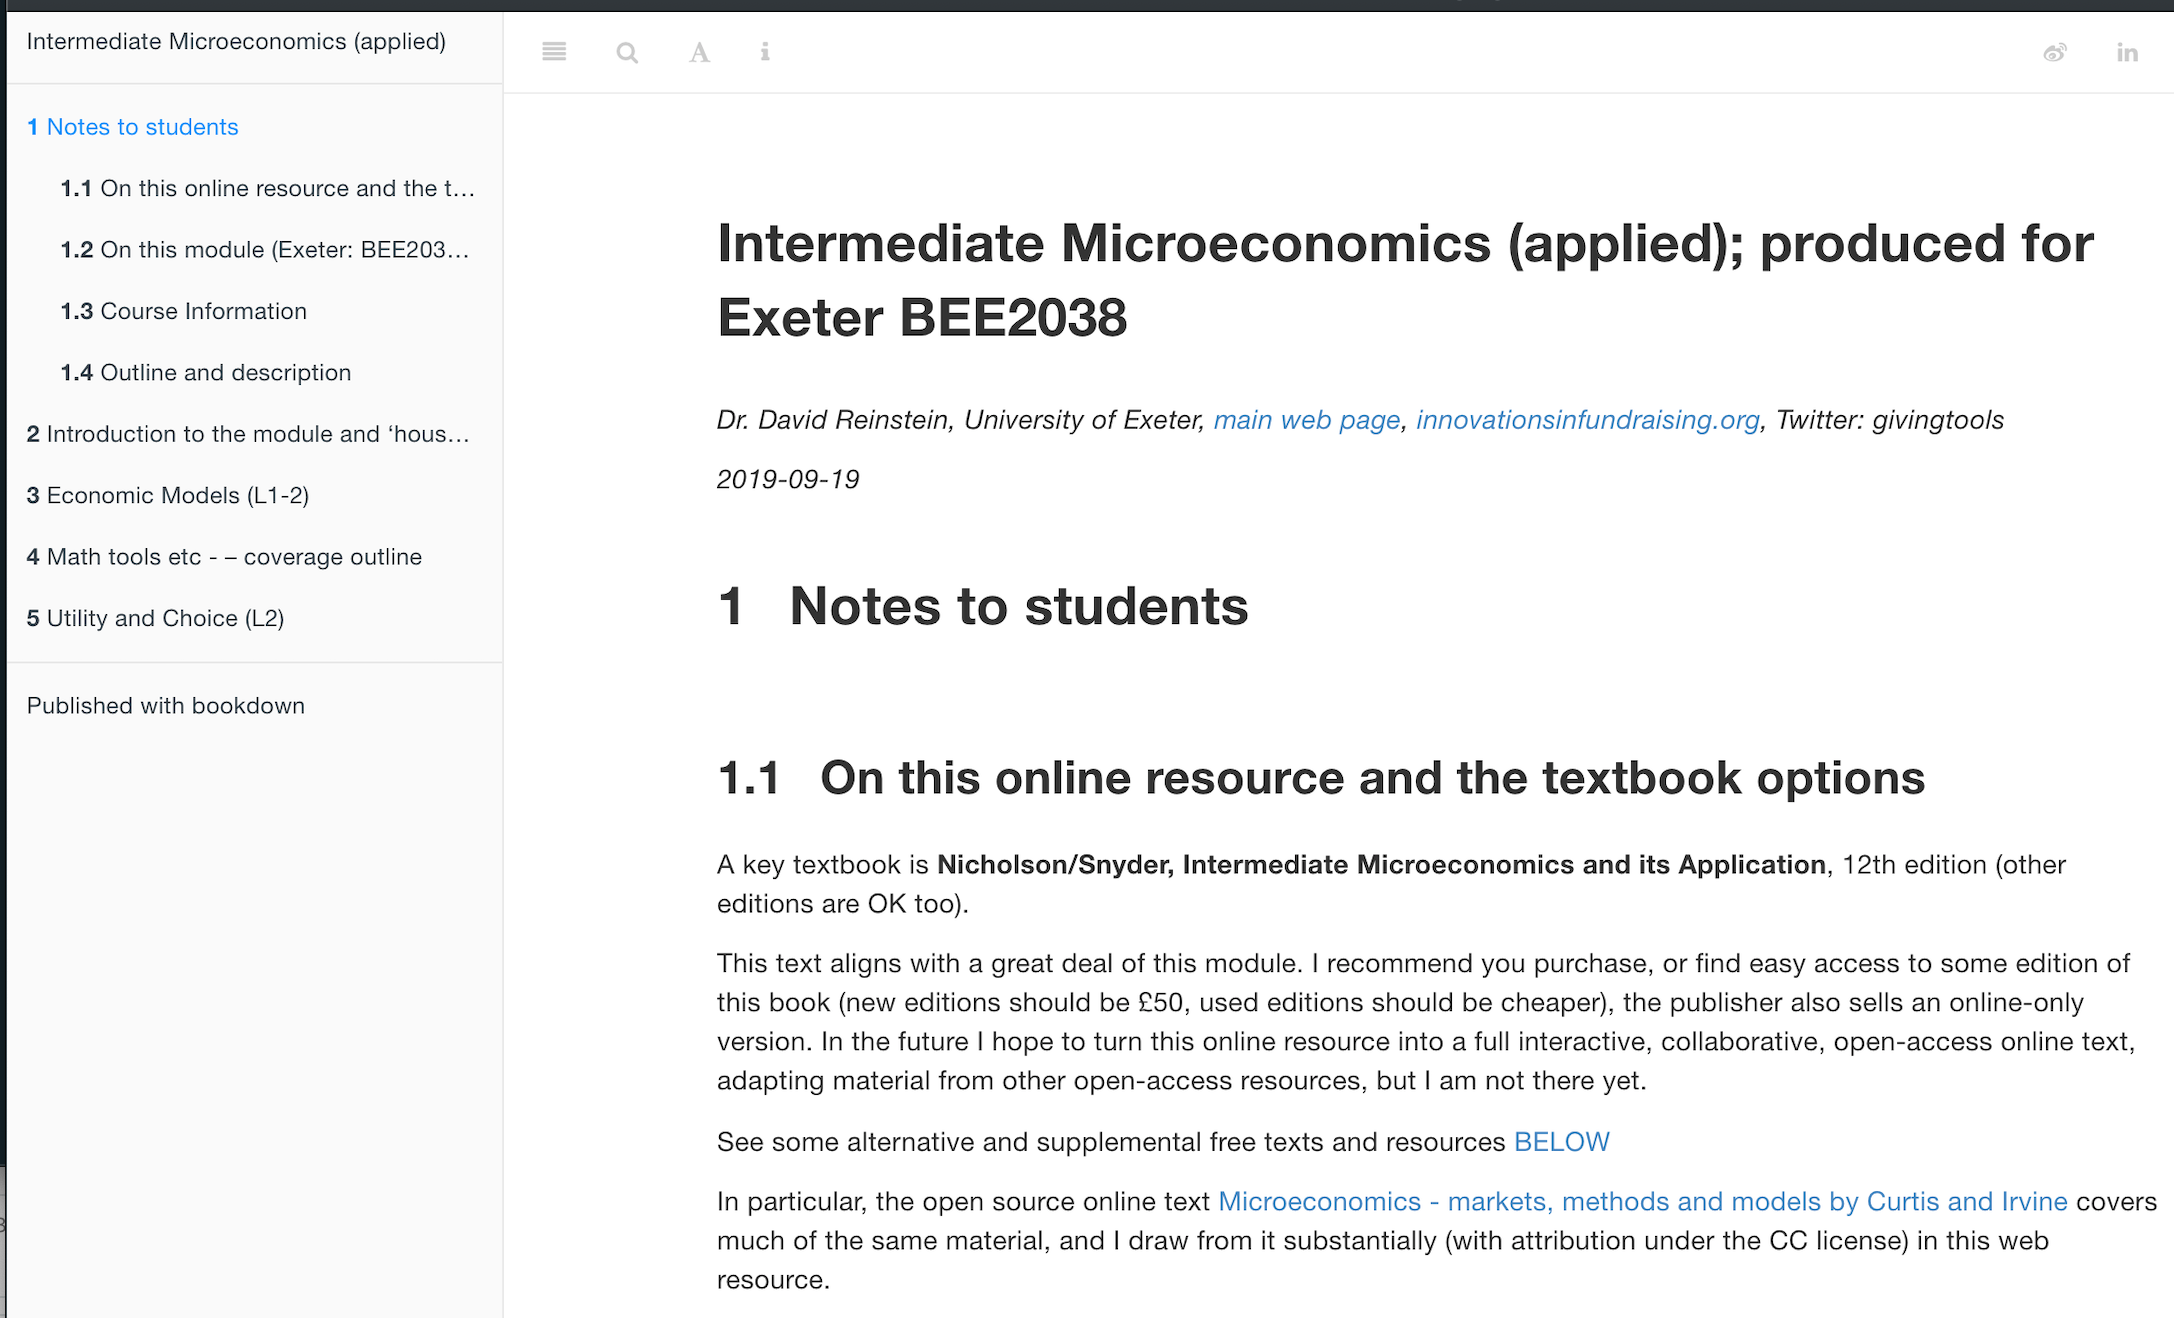 Intermediate Microeconomics (applied)
1 Notes to students
1.1 On this online resource and the t...
1.2 On this module (Exeter: BEE203...
1.3 Course Information
1.4 Outline and description
2 Introduction to the module and ‘hous...
3 Economic Models (L1-2)
4 Math tools etc - – coverage outline
5 Utility and Choice (L2)
Published with bookdown
Intermediate Microeconomics (applied); produced for
Exeter BEE2038
Dr. David Reinstein, University of Exeter, main web page, innovationsinfundraising.org, Twitter: givingtools
2019-09-19
1 Notes to students
1.1 On this online resource and the textbook options
A key textbook is Nicholson/Snyder, Intermediate Microeconomics and its Application, 12th edition (other
editions are OK too).
This text aligns with a great deal of this module. I recommend you purchase, or find easy access to some edition of
this book (new editions should be £50, used editions should be cheaper), the publisher also sells an online-only
version. In the future I hope to turn this online resource into a full interactive, collaborative, open-access online text,
adapting material from other open-access resources, but I am not there yet.
See some alternative and supplemental free texts and resources BELOW
In particular, the open source online text Microeconomics - markets, methods and models by Curtis and Irvine covers
much of the same material, and I draw from it substantially (with attribution under the CC license) in this web
resource.